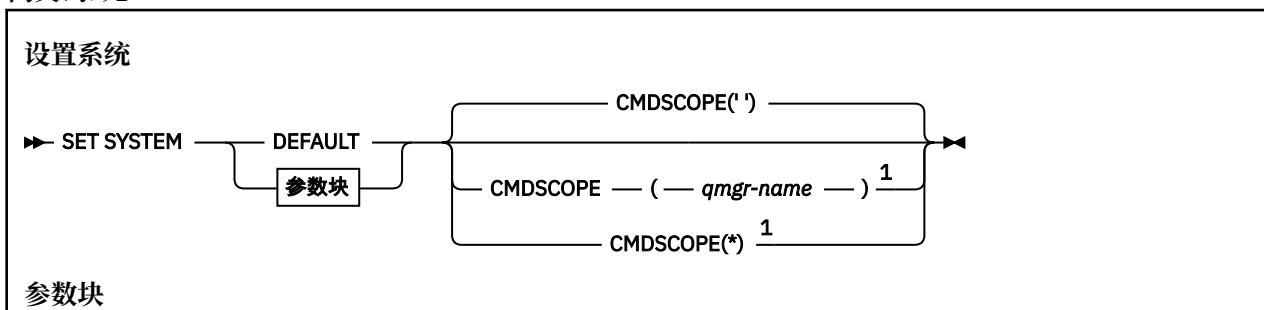 设置系统
CMDSCOPE(' ')
SET SYSTEM DEFAULT
参数块
CMDSCOPE ( qmgr-name ) 1
CMDSCOPE(*) 1
参数块